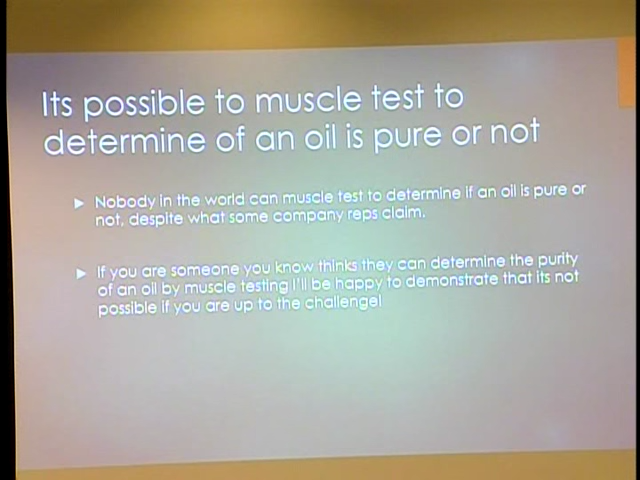 Its possible to muscle test to
determine of an oil is pure or not
Nobody in the world can muscle test to determine if an oil is pure or
not, despite what some company reps claim.
If you are someone you know thinks they can determine the purity
of an oil by muscle testing I'll be happy to demonstrate that its not
possible if you are up to the challenge!